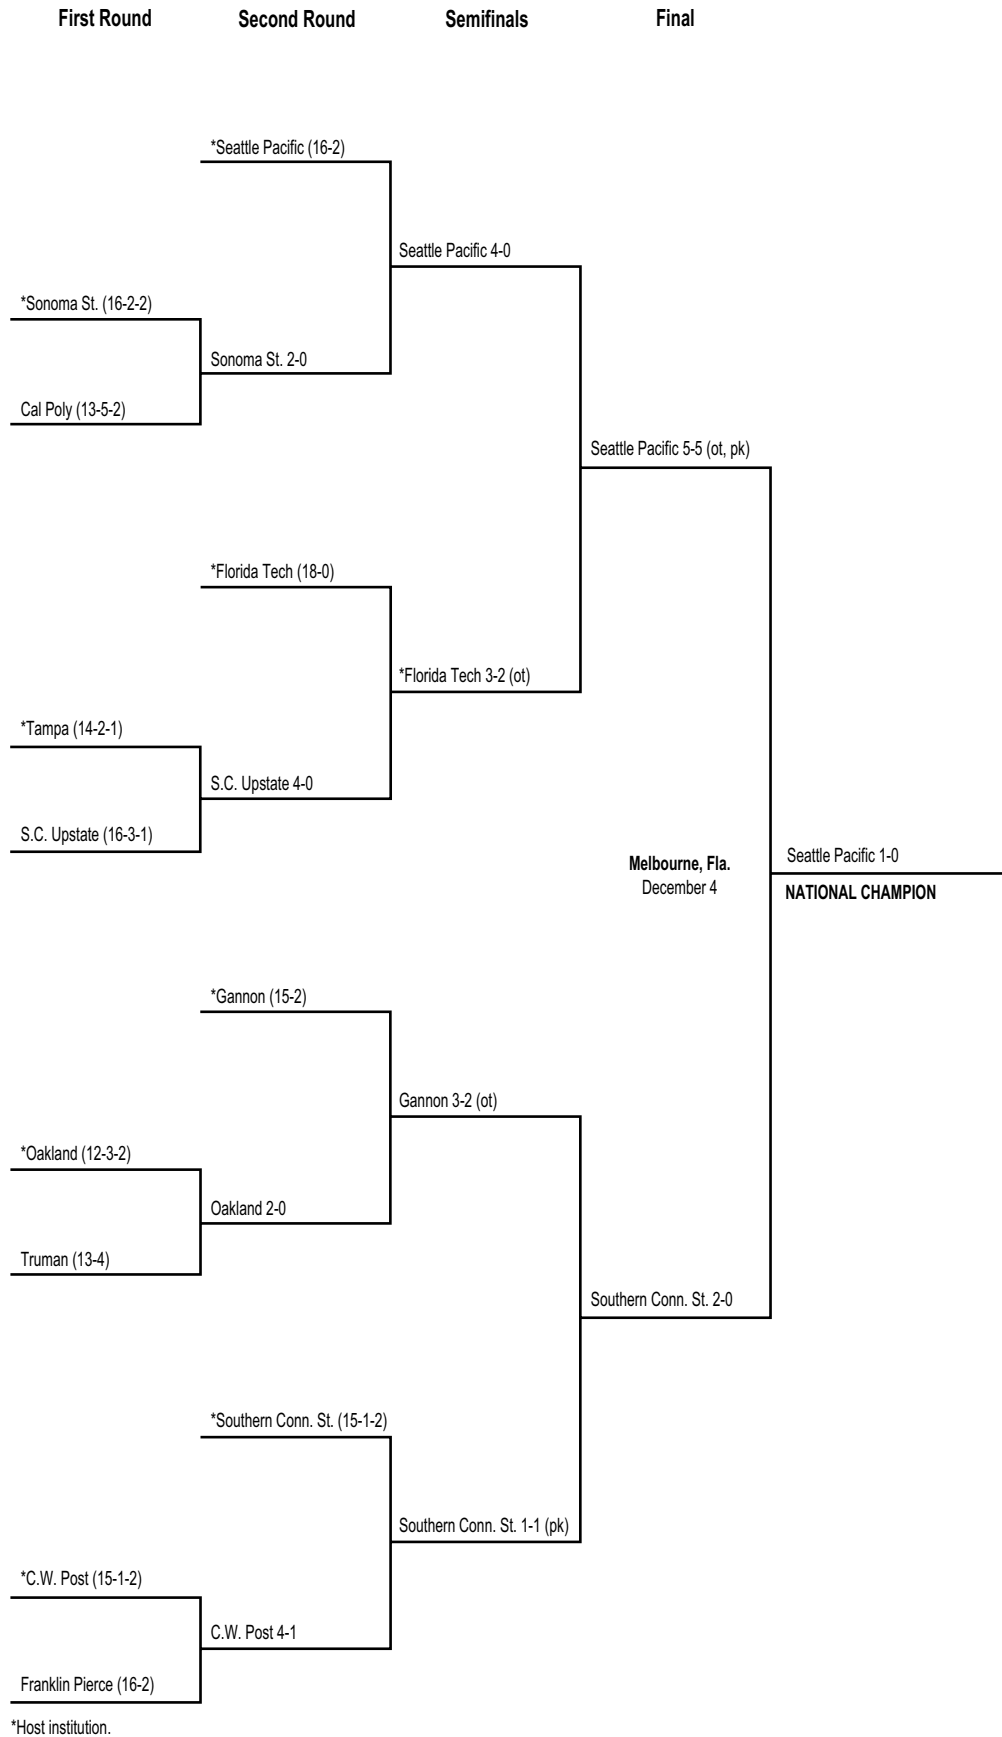 First Round
Second Round
Semifinals
Final
*Seattle Pacific (16-2)
Seattle Pacific 4-0
*Sonoma St. (16-2-2)
Sonoma St. 2-0
Cal Poly (13-5-2)
Seattle Pacific 5-5 (ot, pk)
*Florida Tech (18-0)
*Florida Tech 3-2 (ot)
*Tampa (14-2-1)
S.C. Upstate 4-0
S.C. Upstate (16-3-1)
Melbourne, Fla.
December 4
Seattle Pacific 1-0
NATIONAL CHAMPION
*Gannon (15-2)
Gannon 3-2 (ot)
*Oakland (12-3-2)
Oakland 2-0
Truman (13-4)
Southern Conn. St. 2-0
*Southern Conn. St. (15-1-2)
Southern Conn. St. 1-1 (pk)
*C.W. Post (15-1-2)
C.W. Post 4-1
Franklin Pierce (16-2)
*Host institution.